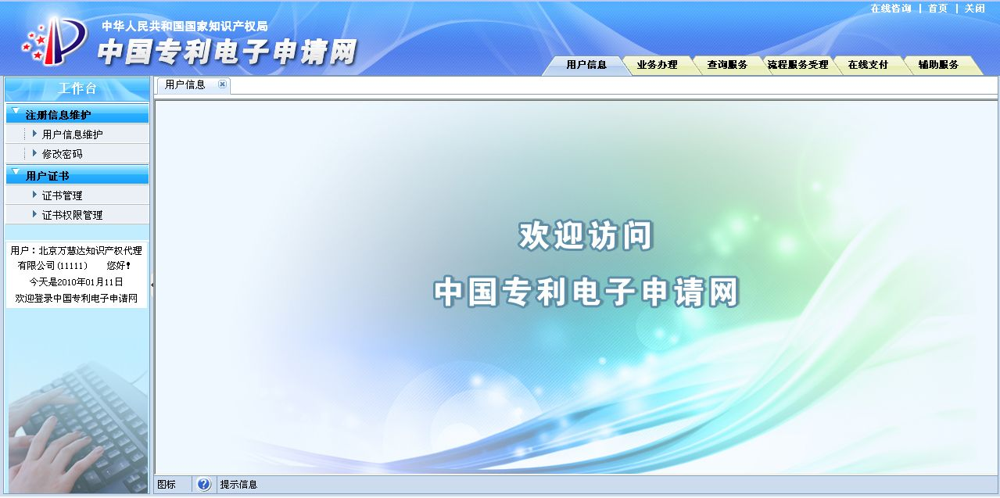 在线咨询 | 首页 | 关闭
中华人民共和国国家知识产权局
中国专利电子申请网
用户信息 业务办理 查询服务 流程服务受理 在线支付 辅助服务
工作台
用户信息
注册信息维护
用户信息维护
修改密码
用户证书
证书管理
证书权限管理
用户：北京万慧达知识产权代理
有限公司(11111) 您好!
今天是2010年01月11日
欢迎登录中国专利电子申请网
欢迎访问
中国专利电子申请网
图标 ? 提示信息